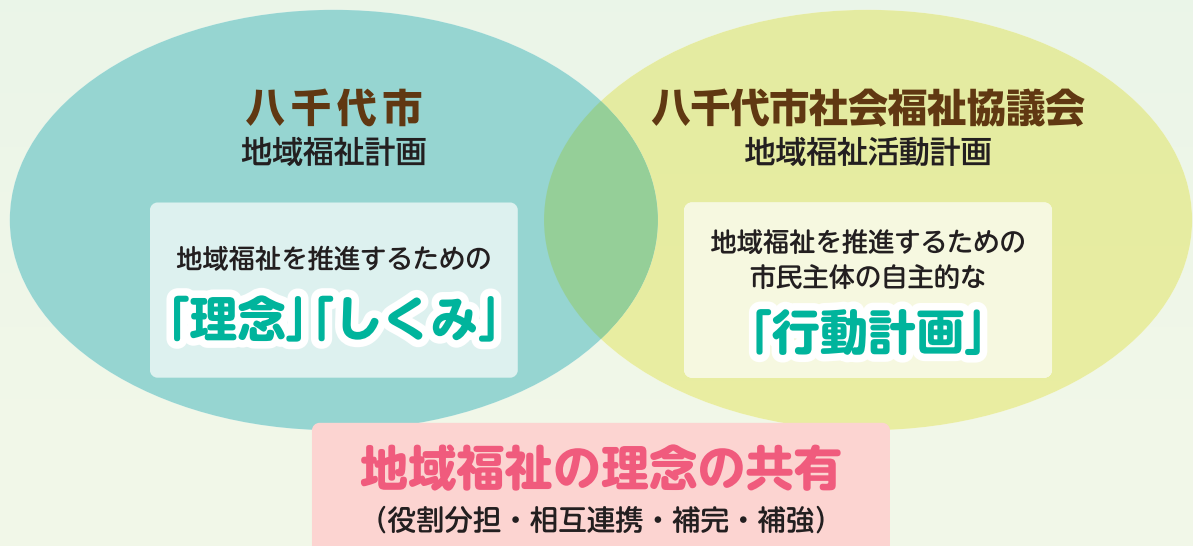 八千代市
地域福祉計画
地域福祉を推進するための
「理念」「しくみ」
八千代市社会福祉協議会
地域福祉活動計画
地域福祉を推進するための
市民主体の自主的な
「行動計画」
地域福祉の理念の共有
（役割分担・相互連携・補完・補強）